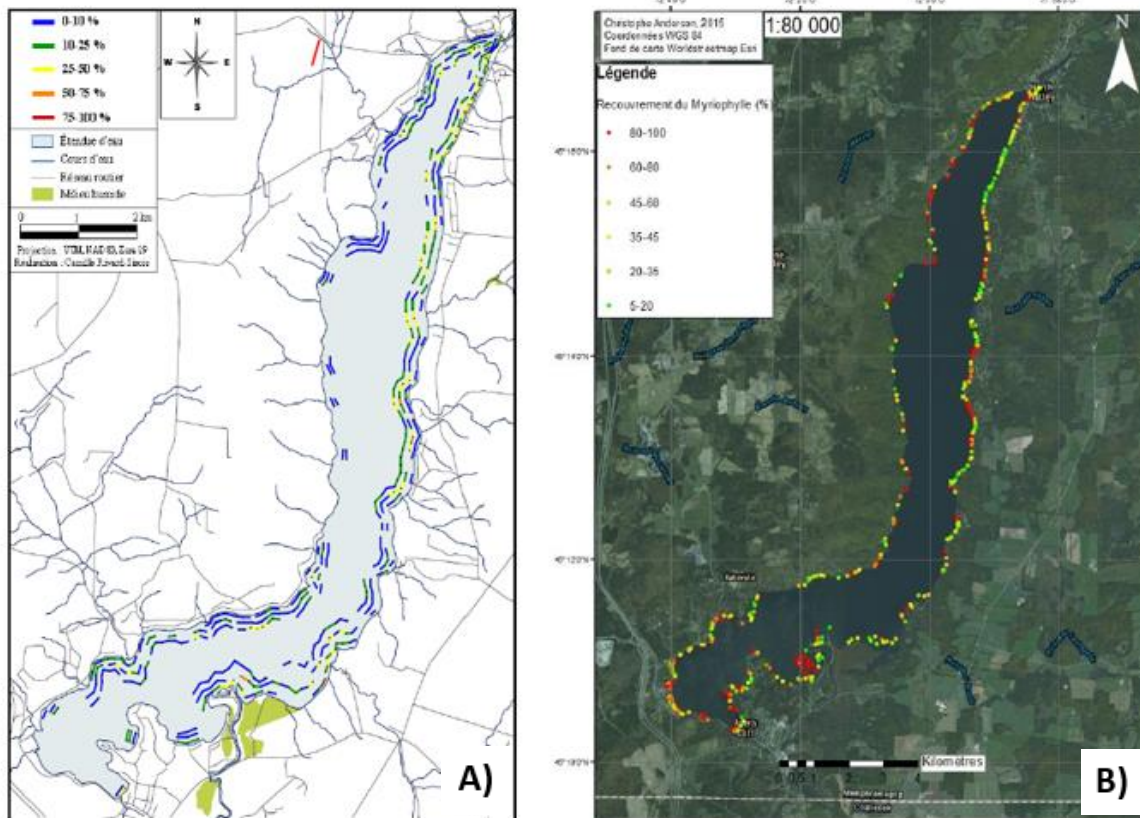 0-10 %
10-25 %
25-50 %
50-75 %
75-100 %
Étendue d'eau
Cours d'eau
Réseau routier
Milieu humide
0 1 2 km
Projection : UTM, NAD 83, Zone
Réalisation : Camille Rivard-Sirois
N
W E
S
A)
Christophe Anderson, 2015
Coordonnées WGS 84
Fond de carte Worldstreetmap Esri
1:80 000
N
Légende
Recouvrement du Myriophylle (%)
80-100
60-80
45-60
35-45
20-35
5-20
Kilomètres
B)